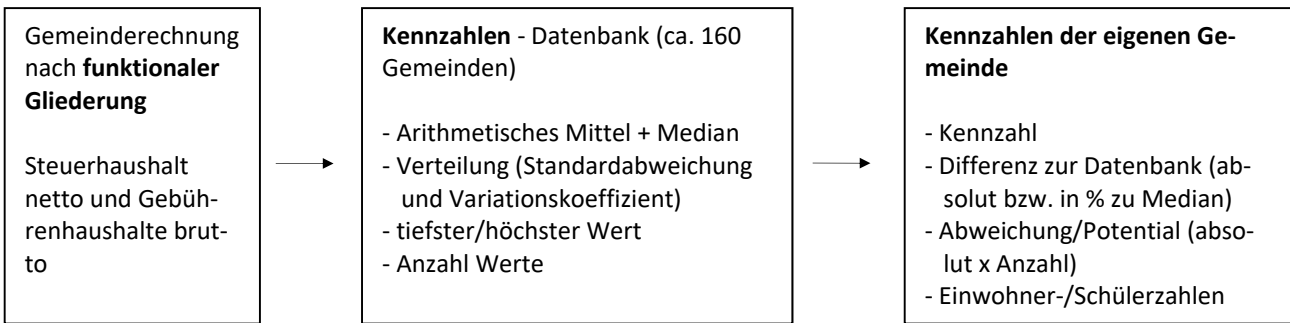 Gemeinderechnung
nach funktionaler
Gliederung
Steuerhaushalt
netto und Gebüh-
renhaushalte brut-
to
Kennzahlen - Datenbank (ca. 160
Gemeinden)
- Arithmetisches Mittel + Median
- Verteilung (Standardabweichung
und Variationskoeffizient)
- tiefster/höchster Wert
- Anzahl Werte
Kennzahlen der eigenen Ge-
meinde
- Kennzahl
- Differenz zur Datenbank (ab-
solut bzw. in % zu Median)
- Abweichung/Potential (abso-
lut x Anzahl)
- Einwohner-/Schülerzahlen